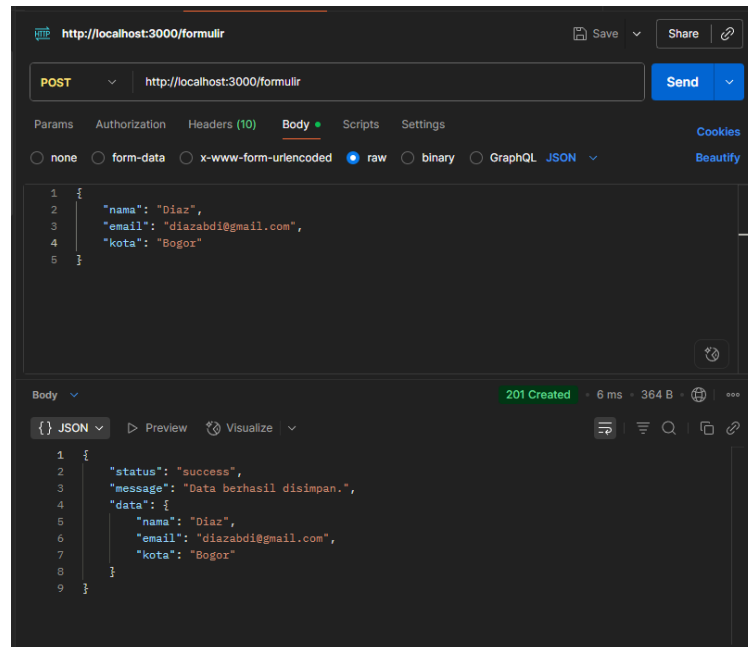 HTTP http://localhost:3000/formulir Save Share
POST http://localhost:3000/formulir Send
Params Authorization Headers (10) Body Scripts Settings Cookies
none form-data x-www-form-urlencoded raw binary GraphQL JSON Beautify
1 {
2 "nama": "Diaz",
3 "email": "diazabdi@gmail.com",
4 "kota": "Bogor"
5 }
Body 201 Created 6 ms 364 B
{} JSON Preview Visualize
1 {
2 "status": "success",
3 "message": "Data berhasil disimpan.",
4 "data": {
5 "nama": "Diaz",
6 "email": "diazabdi@gmail.com",
7 "kota": "Bogor"
8 }
9 }